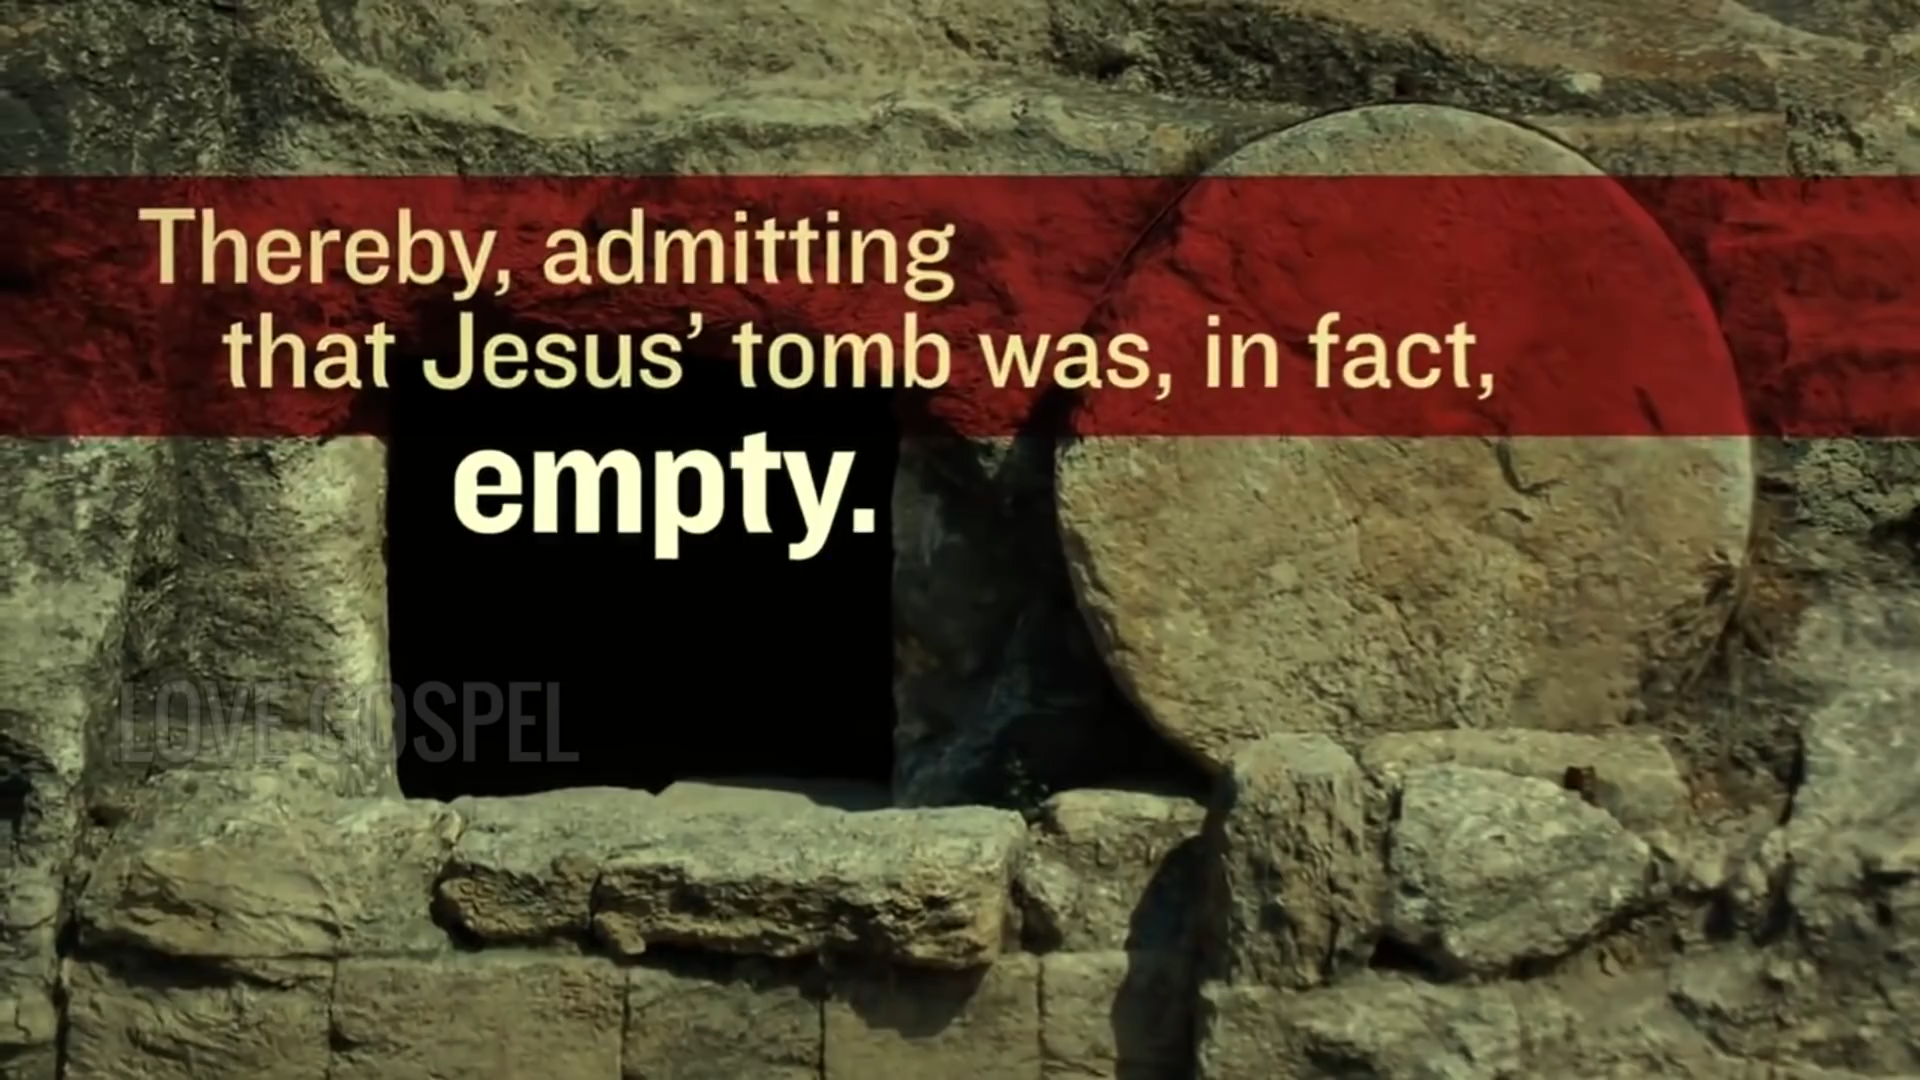 Thereby, admitting
that Jesus’ tomb was, in fact,
empty.
LOVE GOSPEL